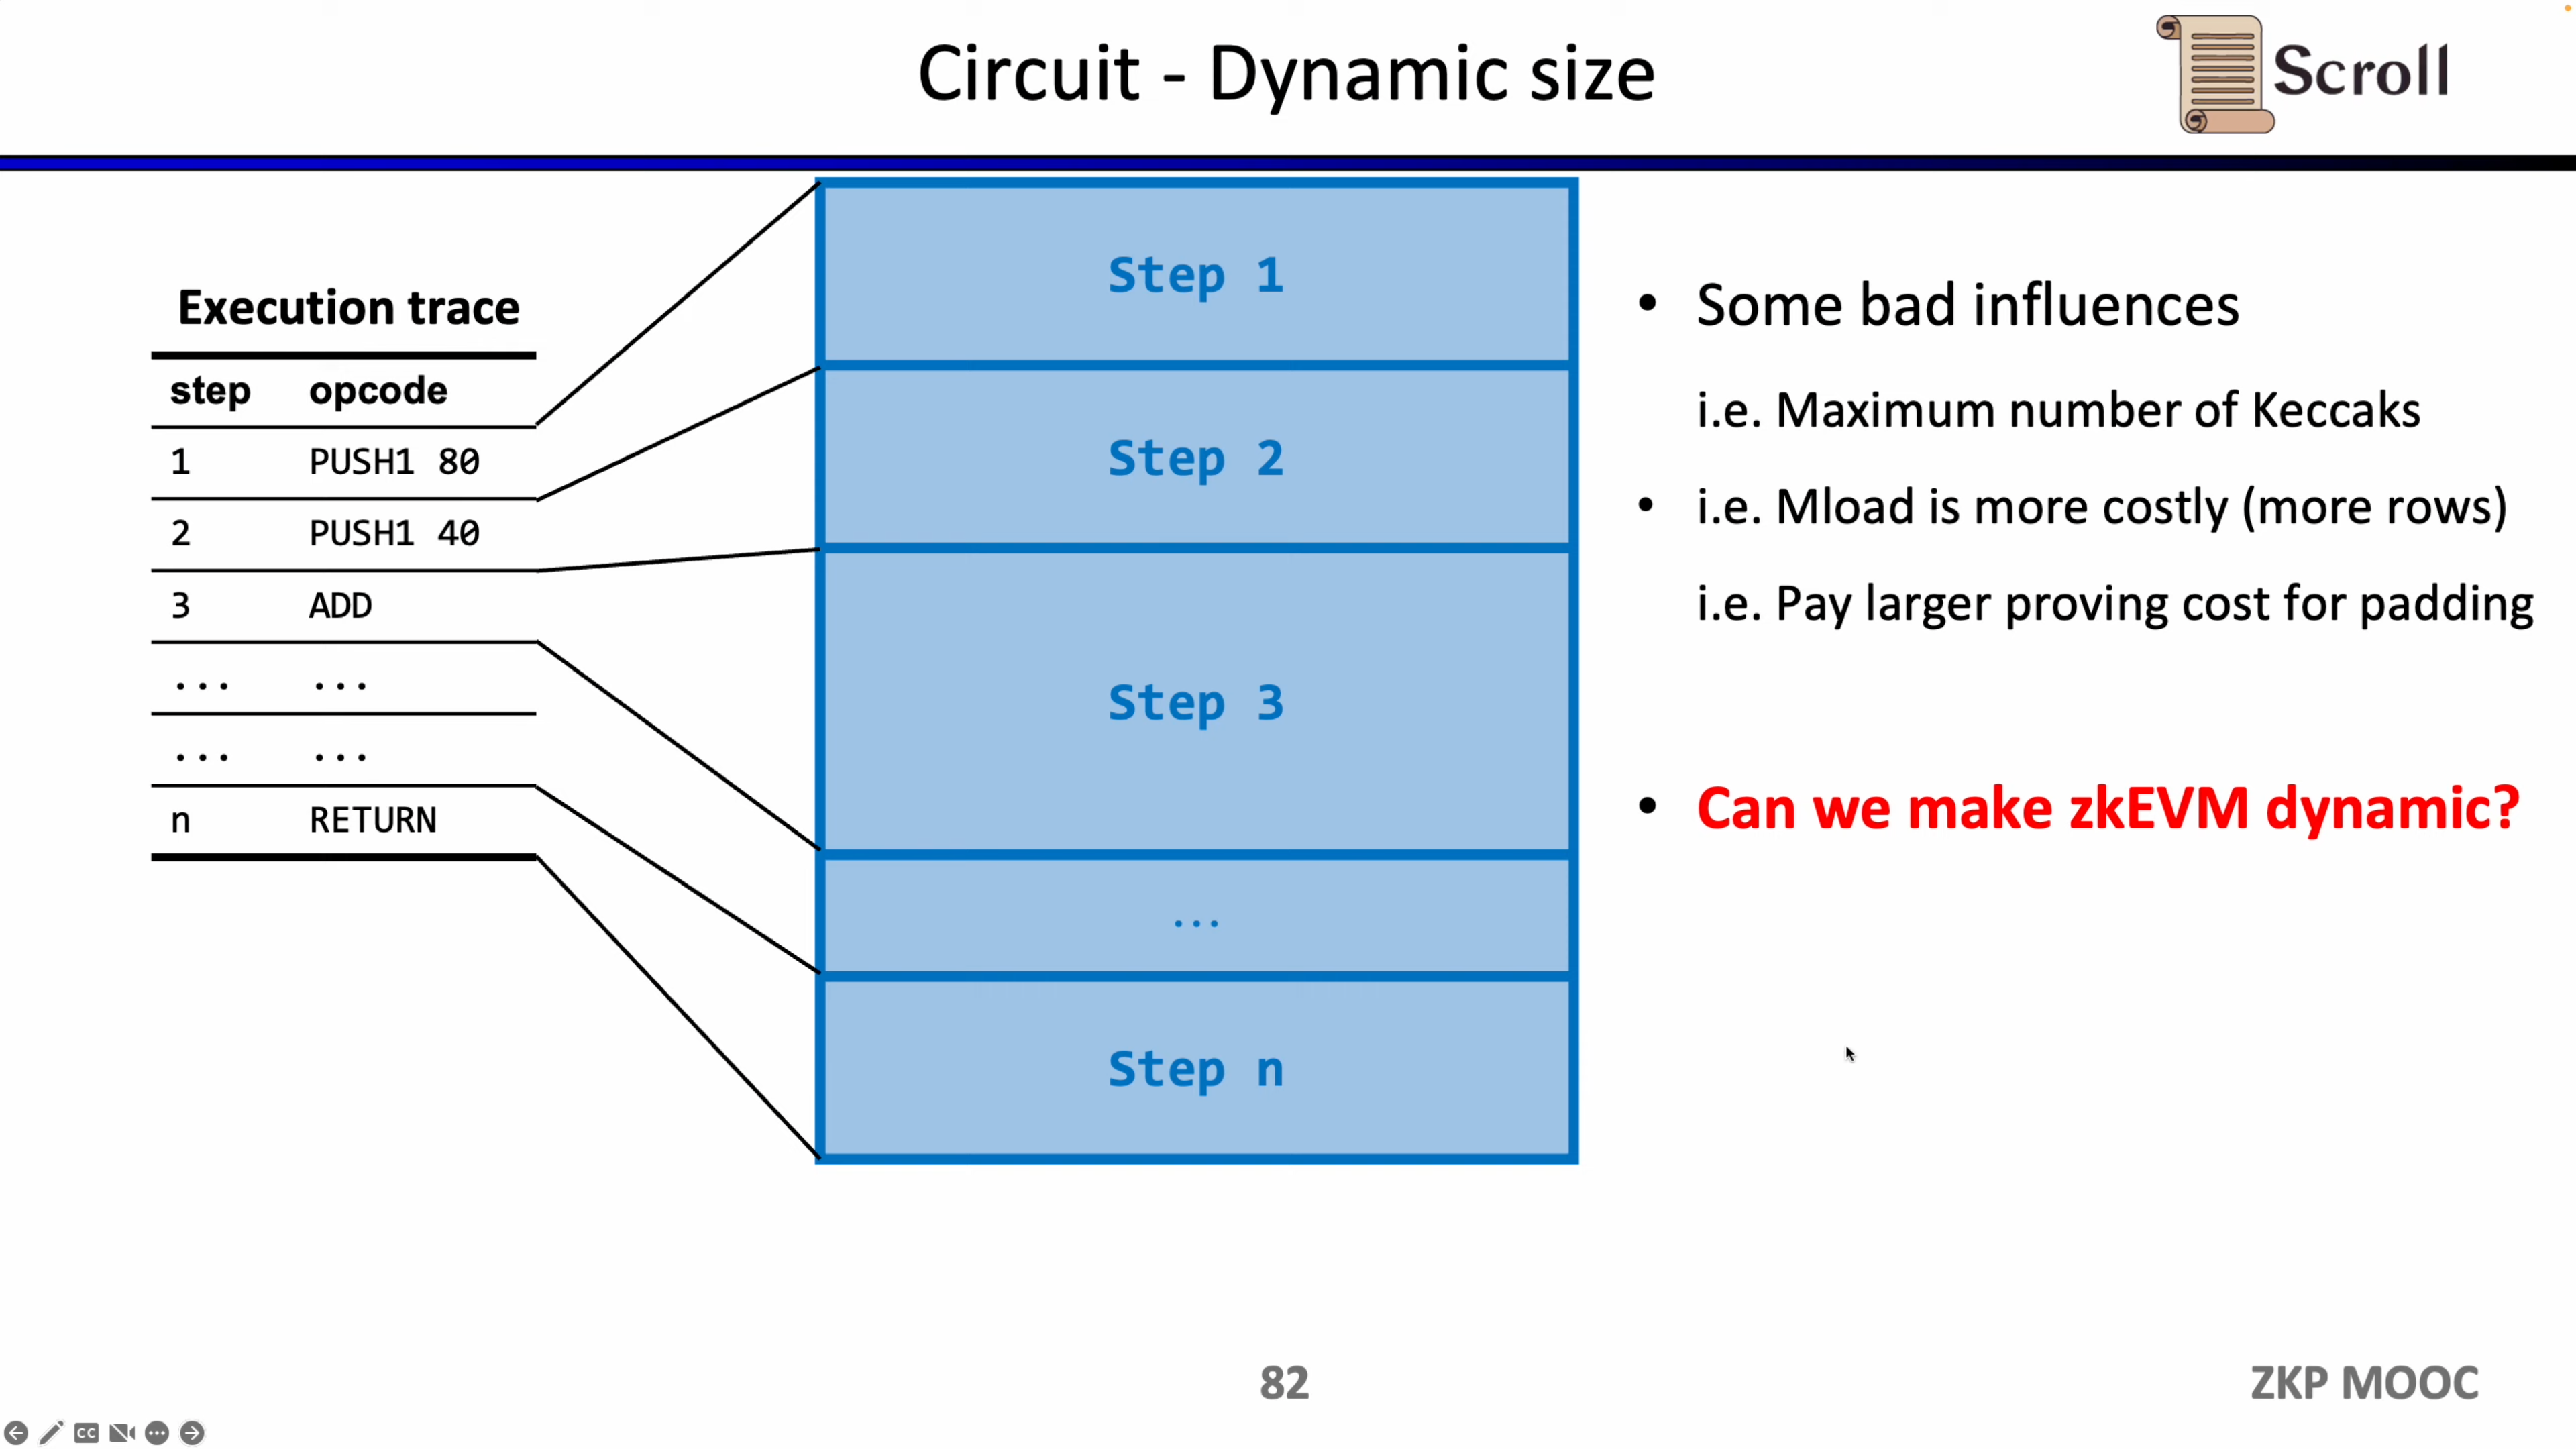 Circuit - Dynamic size
Scroll
Execution trace
step opcode
1 PUSH1 80
2 PUSH1 40
3 ADD
... ...
... ...
n RETURN
Step 1
Step 2
Step 3
...
Step n
• Some bad influences
i.e. Maximum number of Keccaks
• i.e. Mload is more costly (more rows)
i.e. Pay larger proving cost for padding
• Can we make zkEVM dynamic?
82
ZKP MOOC
CC